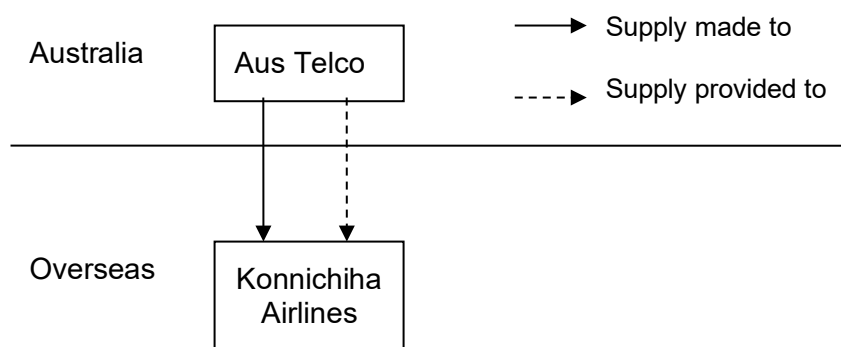 Australia
Aus Telco
Supply made to
Supply provided to
Overseas
Konnichiha
Airlines